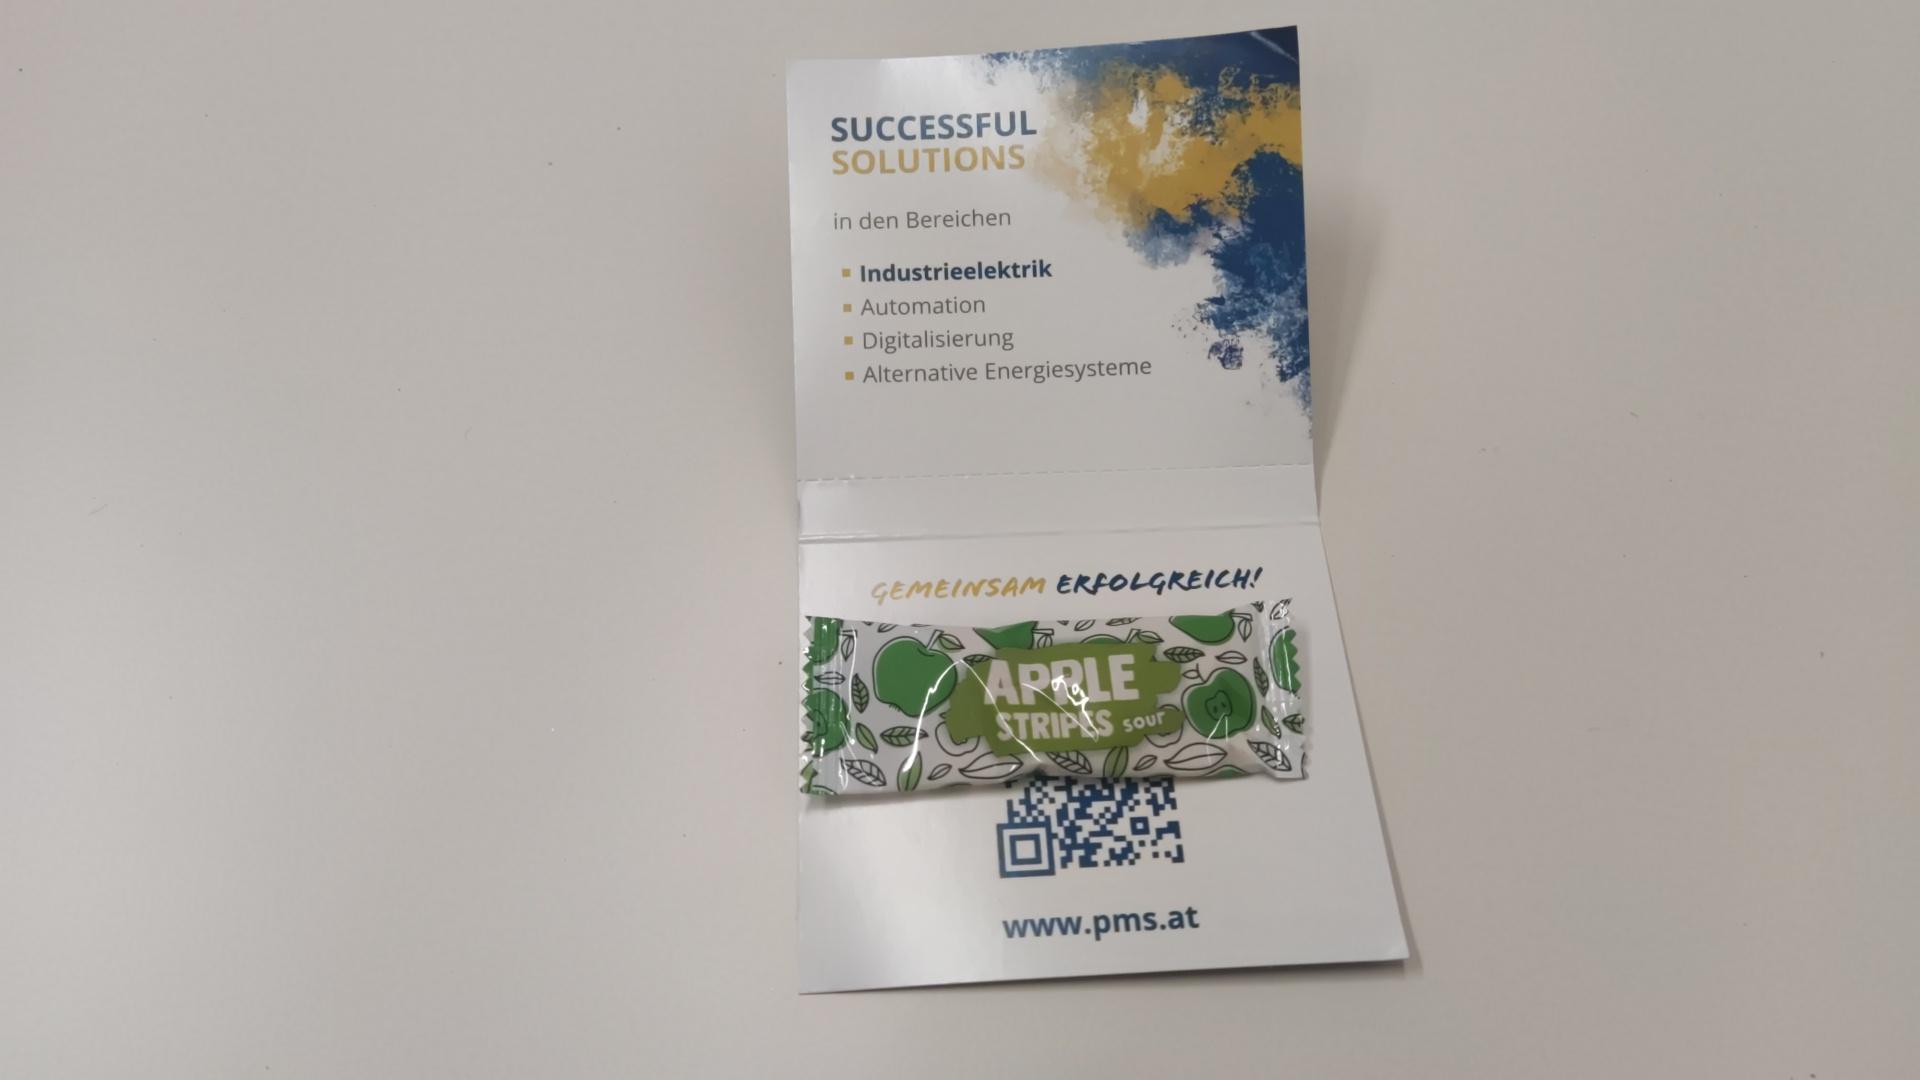 SUCCESSFUL
SOLUTIONS
in den Bereichen
Industrieelektrik
Automation
Digitalisierung
Alternative Energiesysteme
GEMEINSAM ERFOLGREICH!
APPLE
STRIPES sour
www.pms.at